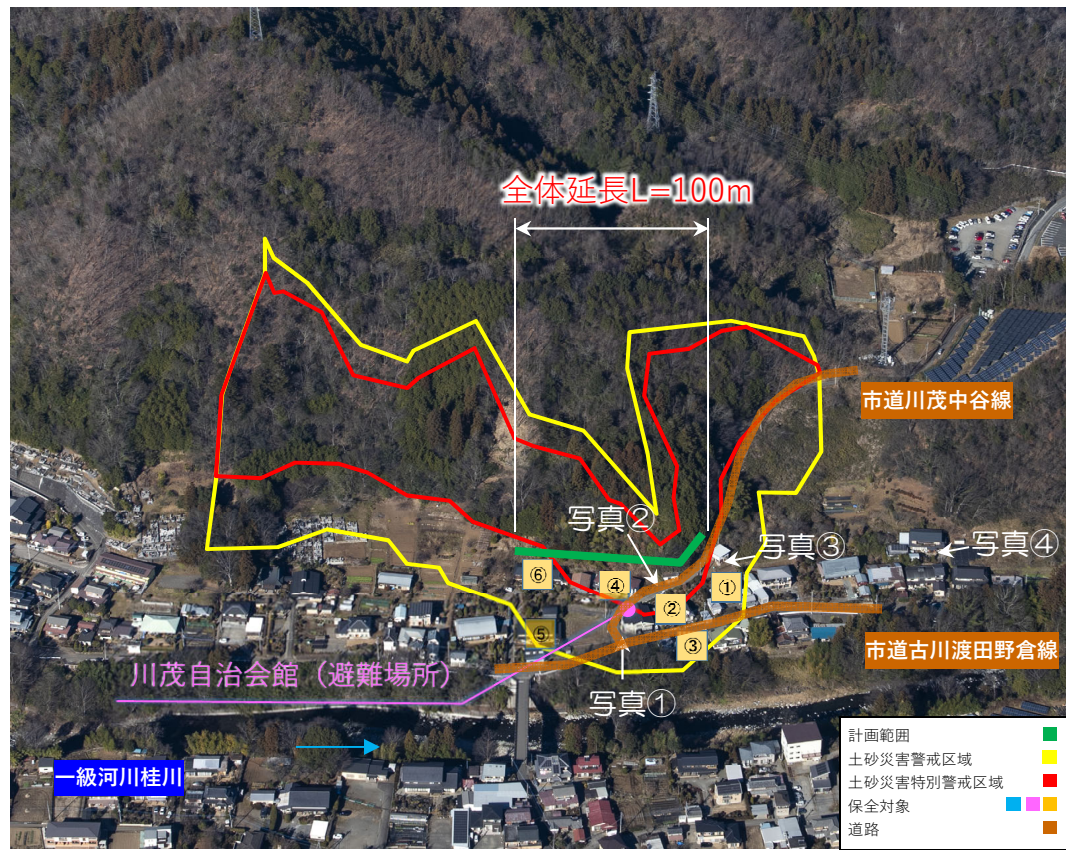 全体延長L=100m
市道川茂中谷線
写真②
写真③
写真④
⑥
④
①
②
⑤
③
市道古川渡田野倉線
川茂自治会館（避難場所）
写真①
一級河川桂川
計画範囲
土砂災害警戒区域
土砂災害特別警戒区域
保全対象
道路